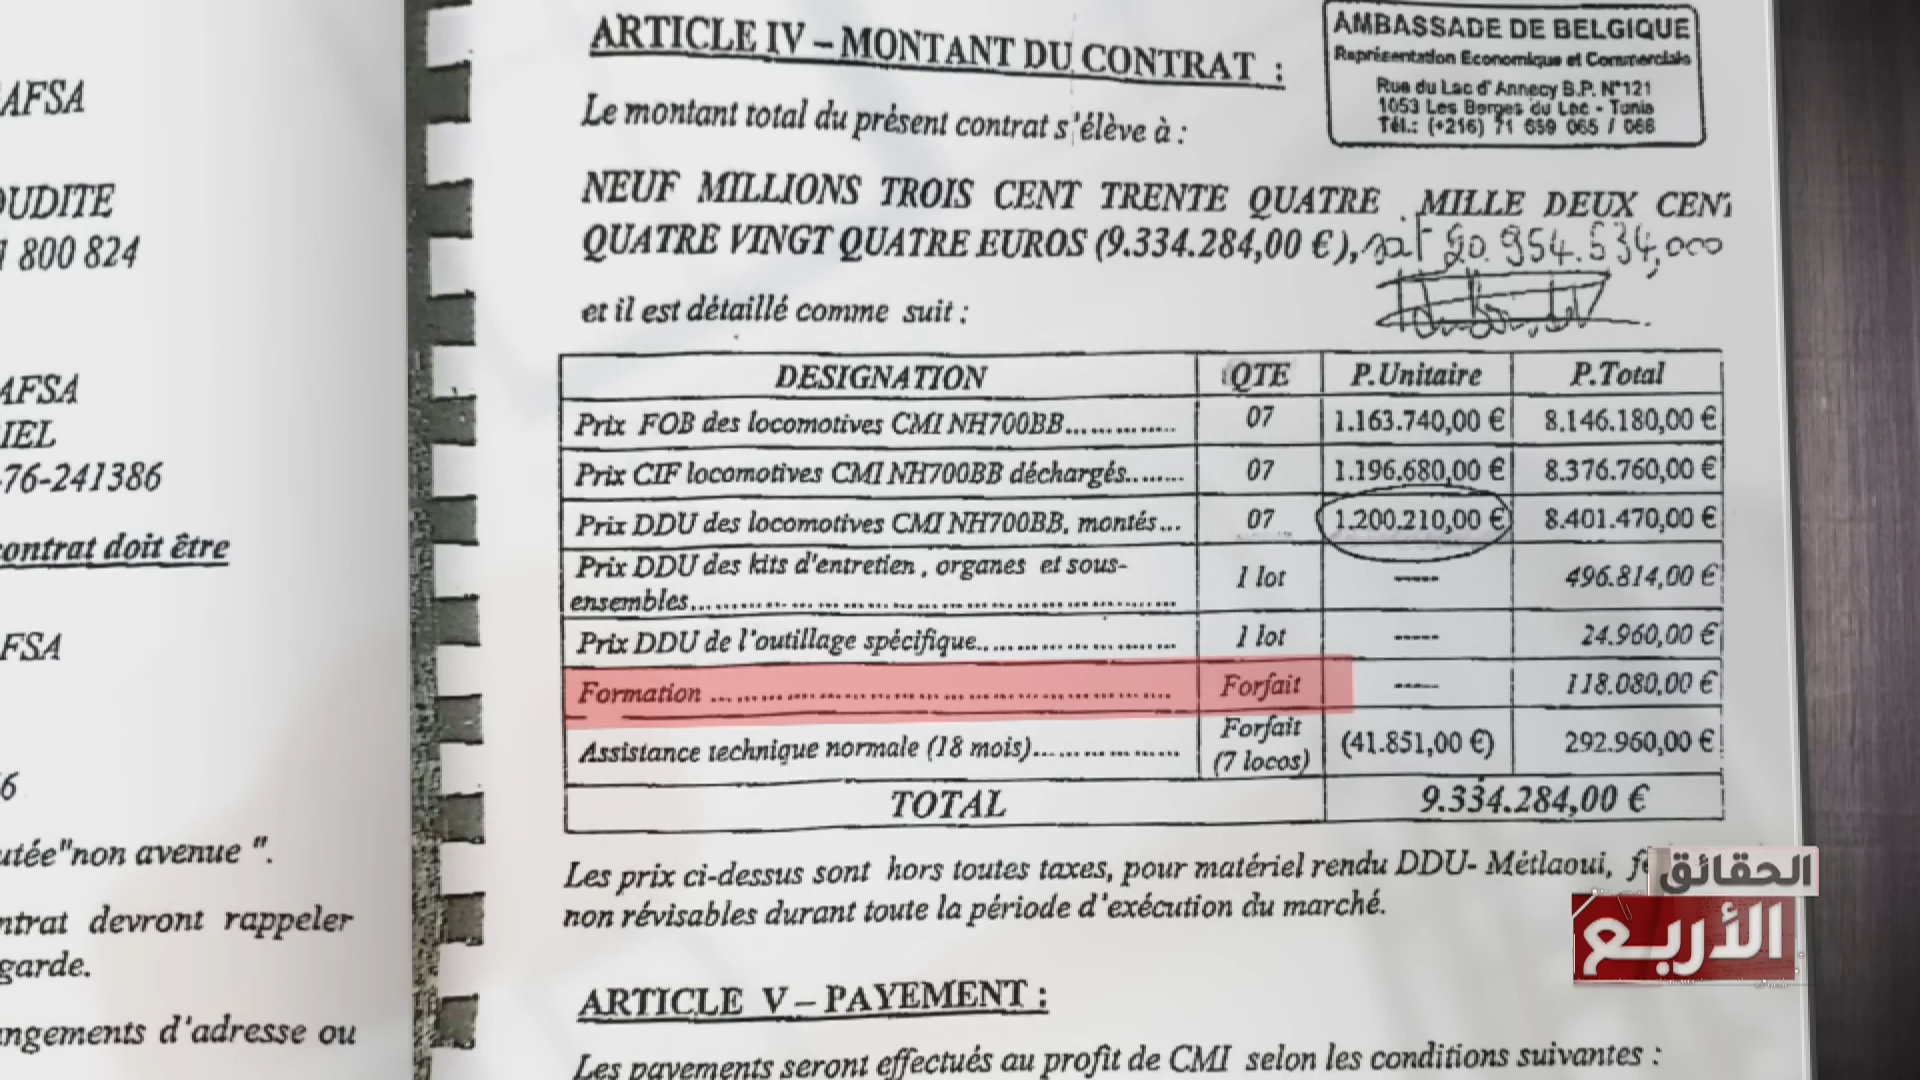 AFSA
OUDITE
1 800 824
AFSA
IEL
-76-241386
contrat doit être
FSA
6
utée"non avenue ".
ntrat devront rappeler
garde.
angements d'adresse ou
ARTICLE IV – MONTANT DU CONTRAT :
AMBASSADE DE BELGIQUE
Représentation Economique et Commerciale
Rue du Lac d'Annecy B.P. N°121
1053 Les Berges du Lac - Tunis
Tél.: (+216) 71 659 065 / 066
Le montant total du présent contrat s'élève à :
NEUF MILLIONS TROIS CENT TRENTE QUATRE MILLE DEUX CENT
QUATRE VINGT QUATRE EUROS (9.334.284,00 €), 954.534,000
et il est détaillé comme suit :
DESIGNATION QTE P.Unitaire P.Total
Prix FOB des locomotives CMI NH700BB............. 07 1.163.740,00 € 8.146.180,00 €
Prix CIF locomotives CMI NH700BB déchargés........ 07 1.196.680,00 € 8.376.760,00 €
Prix DDU des locomotives CMI NH700BB, montés... 07 1.200.210,00 € 8.401.470,00 €
Prix DDU des kits d'entretien, organes et sous-
ensembles............................................................ 1 lot ----- 496.814,00 €
Prix DDU de l'outillage spécifique......................... 1 lot ----- 24.960,00 €
Formation ......................................................... Forfait ----- 118.080,00 €
Assistance technique normale (18 mois).................. Forfait (7 locos) (41.851,00 €) 292.960,00 €
TOTAL 9.334.284,00 €
Les prix ci-dessus sont hors toutes taxes, pour matériel rendu DDU- Métlaoui,
non révisables durant toute la période d'exécution du marché.
الحقائق
الأربع
ARTICLE V – PAYEMENT :
Les payements seront effectués au profit de CMI selon les conditions suivantes :